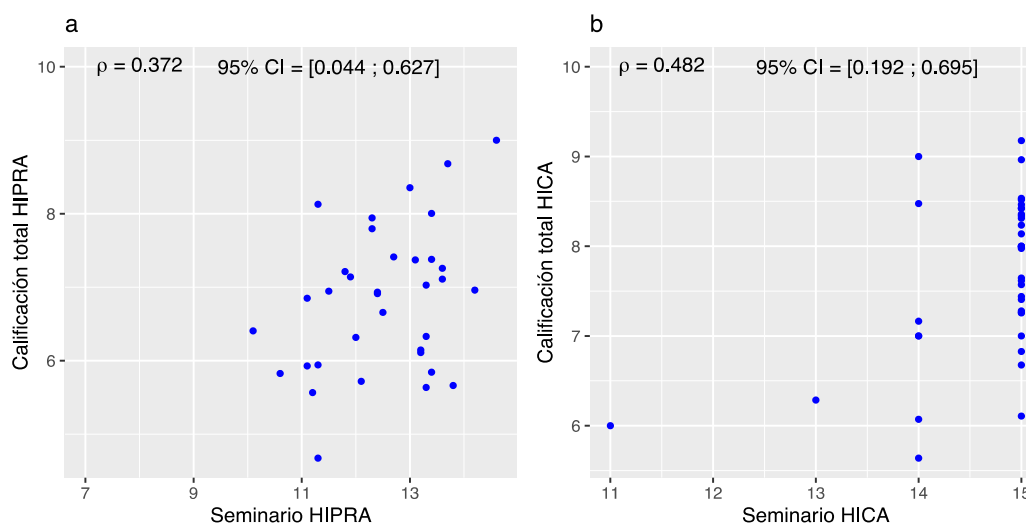 a
ρ = 0.372 95% CI = [0.044 ; 0.627]
10
8
6
Calificación total HIPRA
7 9 11 13
Seminario HIPRA
b
ρ = 0.482 95% CI = [0.192 ; 0.695]
10
9
8
7
6
Calificación total HICA
11 12 13 14 15
Seminario HICA